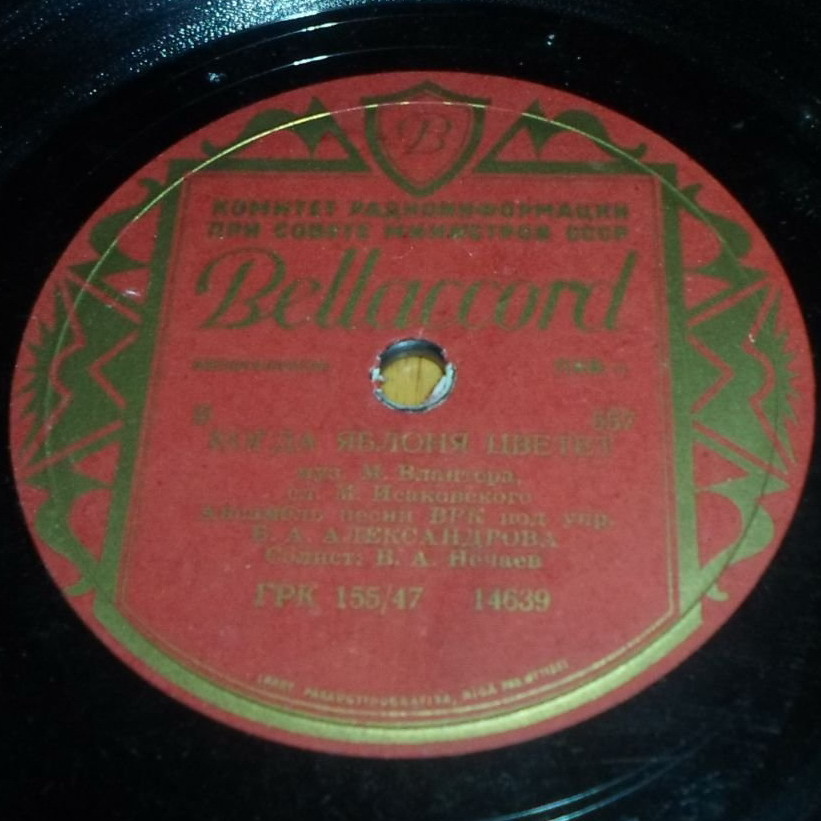 B
КОМИТЕТ РАДИОИНФОРМАЦИИ
ПРИ СОВЕТЕ МИНИСТРОВ СССР
Bellaccord
557
КОГДА ЯБЛОНЯ ЦВЕТЕТ
муз. М. Блантера,
сл. М. Исаковского
Ансамбль песни ВРК под упр.
Б. А. АЛЕКСАНДРОВА
Солист: В. А. Нечаев
ГРК 155/47 14639